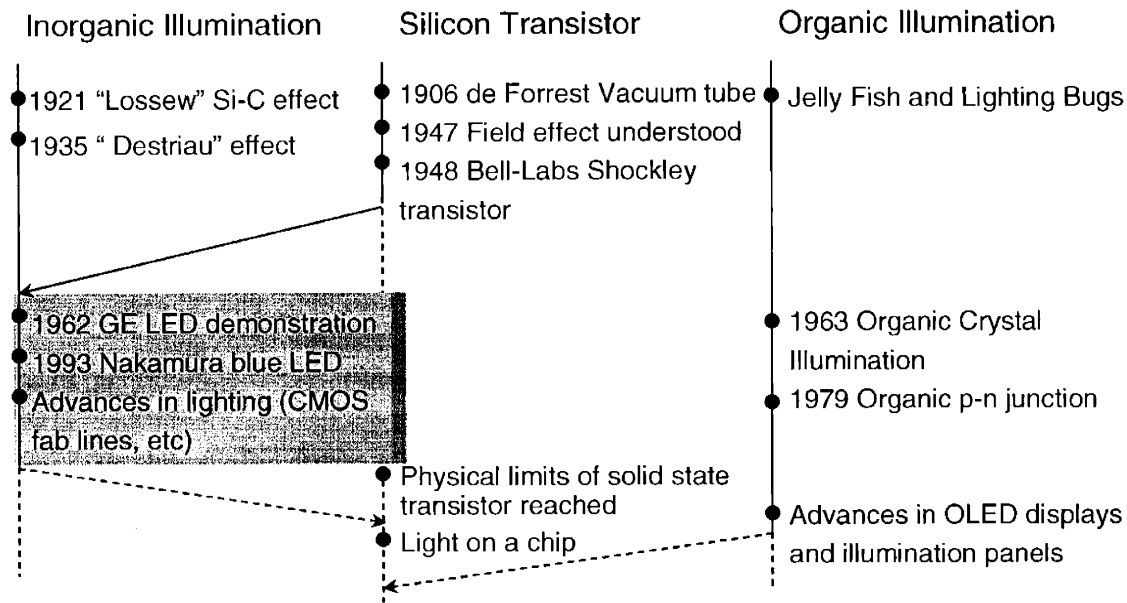 Inorganic Illumination
1921 “Lossew” Si-C effect
1935 “ Destriau” effect
1962 GE LED demonstration
1993 Nakamura blue LED
Advances in lighting (CMOS
fab lines, etc)
Silicon Transistor
1906 de Forrest Vacuum tube
1947 Field effect understood
1948 Bell-Labs Shockley
transistor
Physical limits of solid state
transistor reached
Light on a chip
Organic Illumination
Jelly Fish and Lighting Bugs
1963 Organic Crystal
Illumination
1979 Organic p-n junction
Advances in OLED displays
and illumination panels